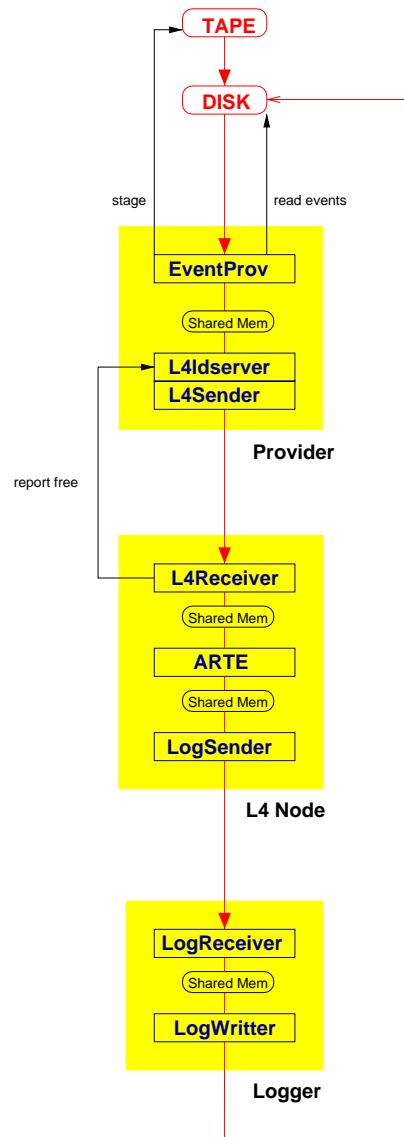 TAPE
DISK
stage
read events
EventProv
Shared Mem
L4Idserver
L4Sender
Provider
report free
L4Receiver
Shared Mem
ARTE
Shared Mem
LogSender
L4 Node
LogReceiver
Shared Mem
LogWritter
Logger